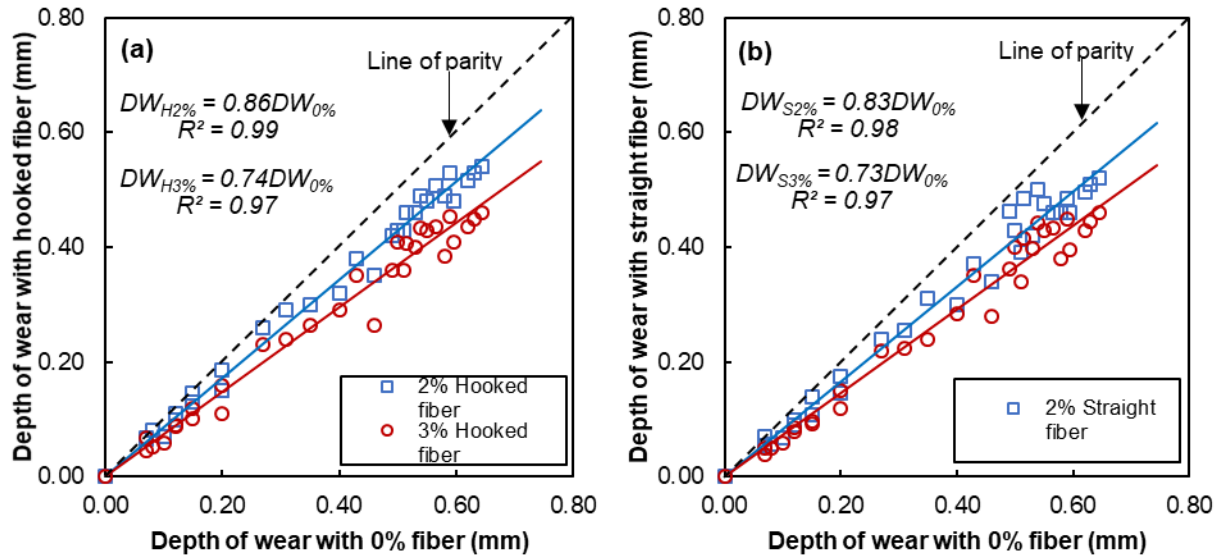 Depth of wear with hooked fiber (mm)
0.80
0.60
0.40
0.20
0.00
(a)
Line of parity
DW_H2% = 0.86DW_0%
R² = 0.99
DW_H3% = 0.74DW_0%
R² = 0.97
2% Hooked
fiber
3% Hooked
fiber
0.00 0.20 0.40 0.60 0.80
Depth of wear with 0% fiber (mm)
Depth of wear with straight fiber (mm)
0.80
0.60
0.40
0.20
0.00
(b)
Line of parity
DW_S2% = 0.83DW_0%
R² = 0.98
DW_S3% = 0.73DW_0%
R² = 0.97
2% Straight
fiber
0.00 0.20 0.40 0.60 0.80
Depth of wear with 0% fiber (mm)